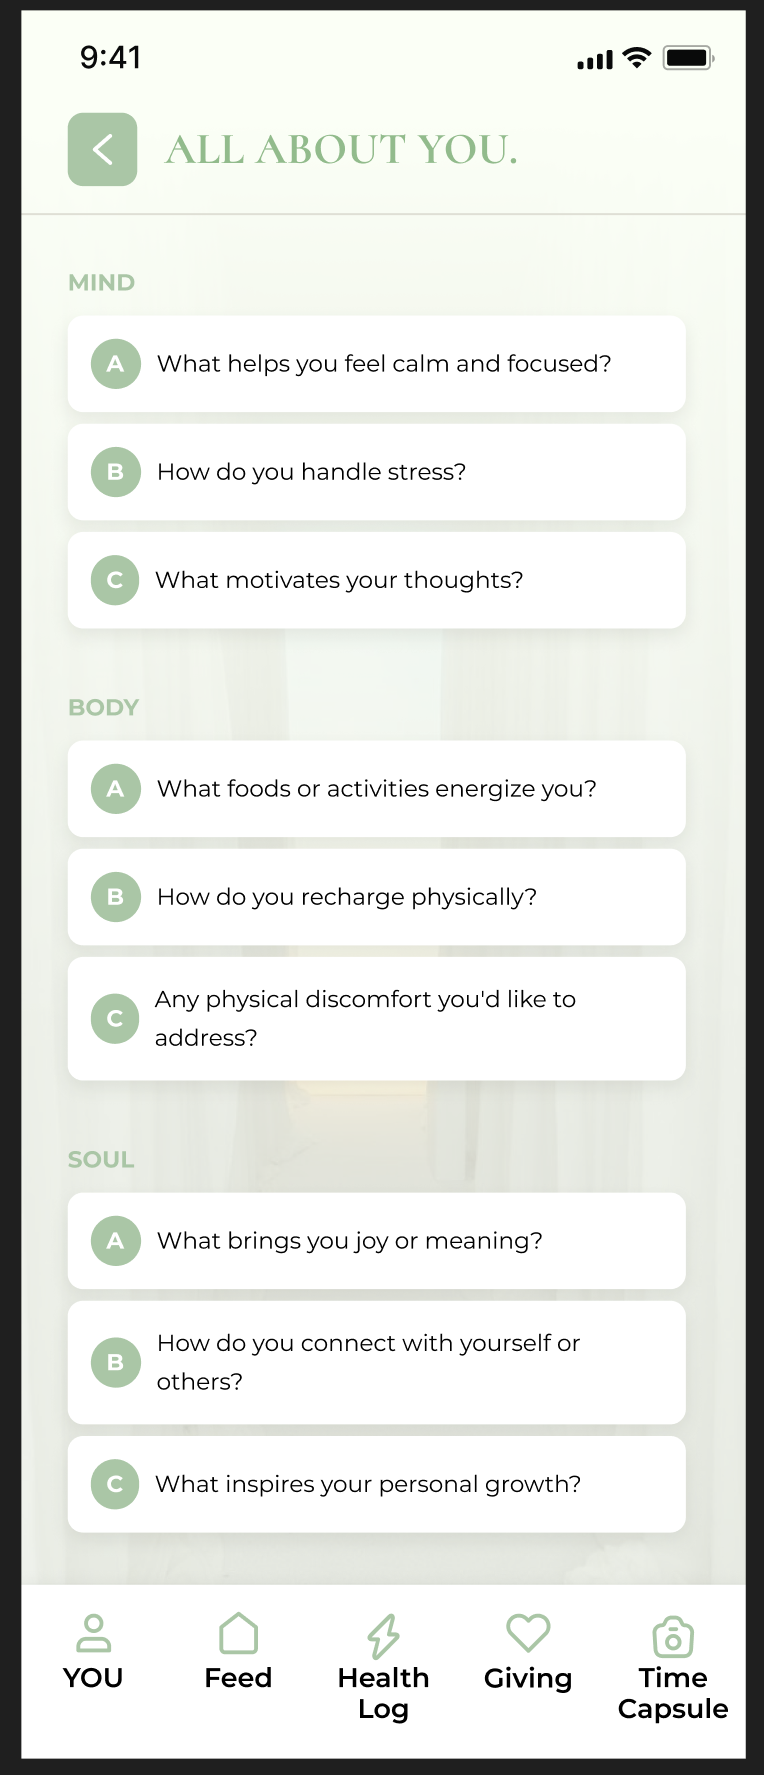 9:41
ALL ABOUT YOU.
MIND
A What helps you feel calm and focused?
B How do you handle stress?
C What motivates your thoughts?
BODY
A What foods or activities energize you?
B How do you recharge physically?
C Any physical discomfort you'd like to
address?
SOUL
A What brings you joy or meaning?
B How do you connect with yourself or
others?
C What inspires your personal growth?
YOU
Feed
Health
Log
Giving
Time
Capsule